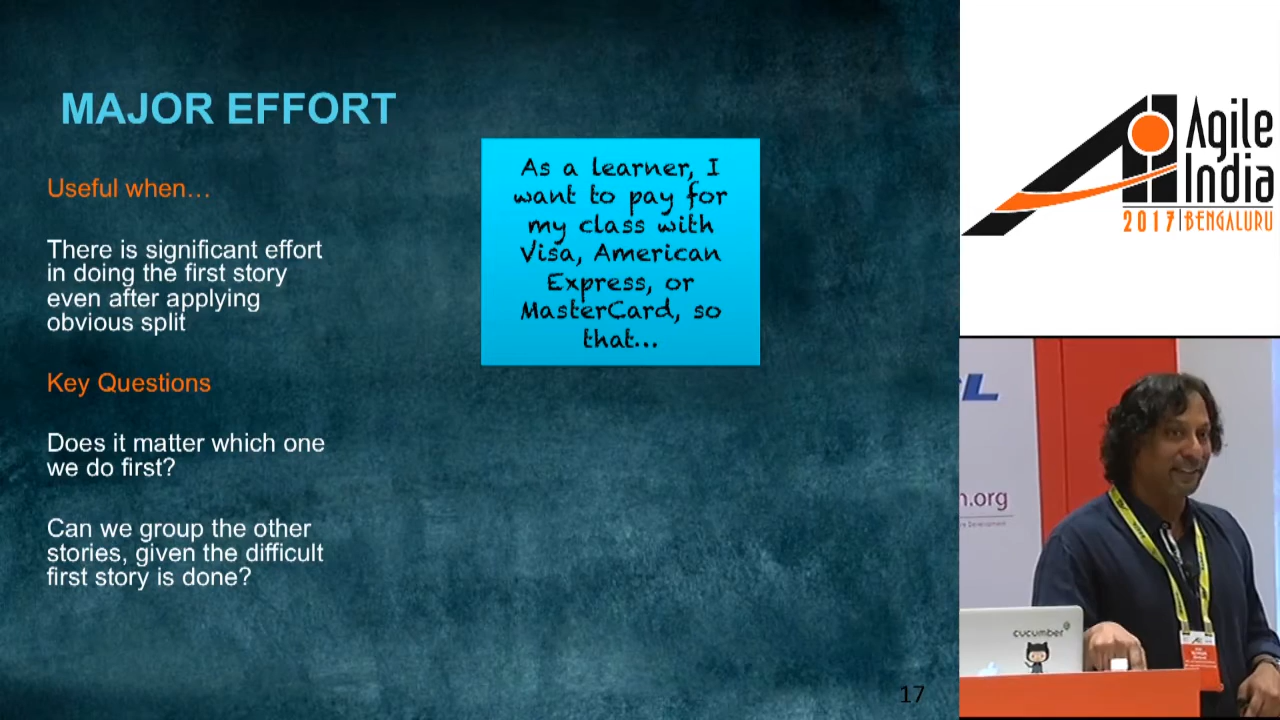 MAJOR EFFORT
Useful when...
There is significant effort
in doing the first story
even after applying
obvious split
Key Questions
Does it matter which one
we do first?
Can we group the other
stories, given the difficult
first story is done?
As a learner, I
want to pay for
my class with
Visa, American
Express, or
MasterCard, so
that...
17
Agile
India
2017 | BENGALURU
.org
cucumber